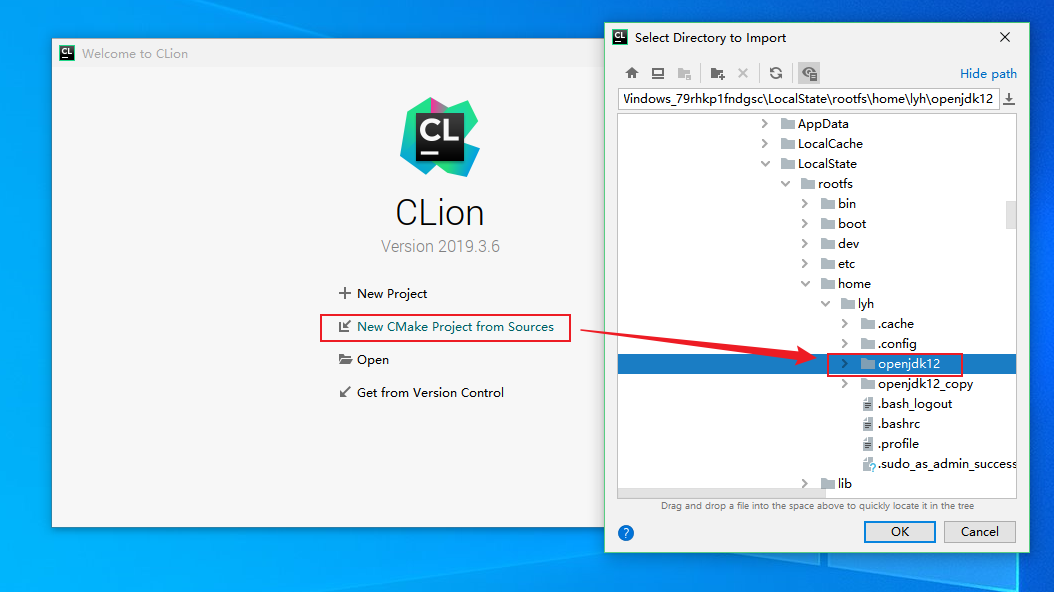 CL
Welcome to CLion
CL
CLion
Version 2019.3.6
New Project
New CMake Project from Sources
Open
Get from Version Control
CL
Select Directory to Import
Hide path
Windows_79rhkp1fndgsc\LocalState\rootfs\home\lyh\openjdk12
AppData
LocalCache
LocalState
rootfs
bin
boot
dev
etc
home
lyh
.cache
.config
openjdk12
openjdk12_copy
.bash_logout
.bashrc
.profile
.sudo_as_admin_success
lib
Drag and drop a file into the space above to quickly locate it in the tree
?
OK
Cancel